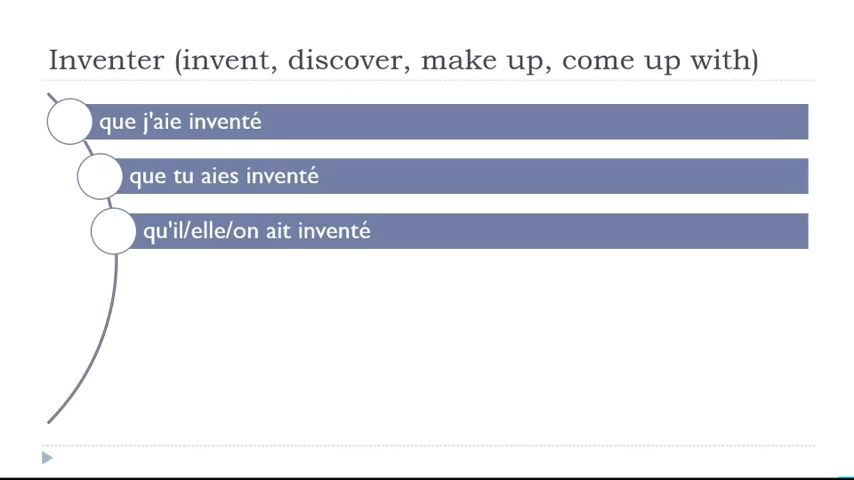 Inventer (invent, discover, make up, come up with)
que j'aie inventé
que tu aies inventé
qu'il/elle/on ait inventé